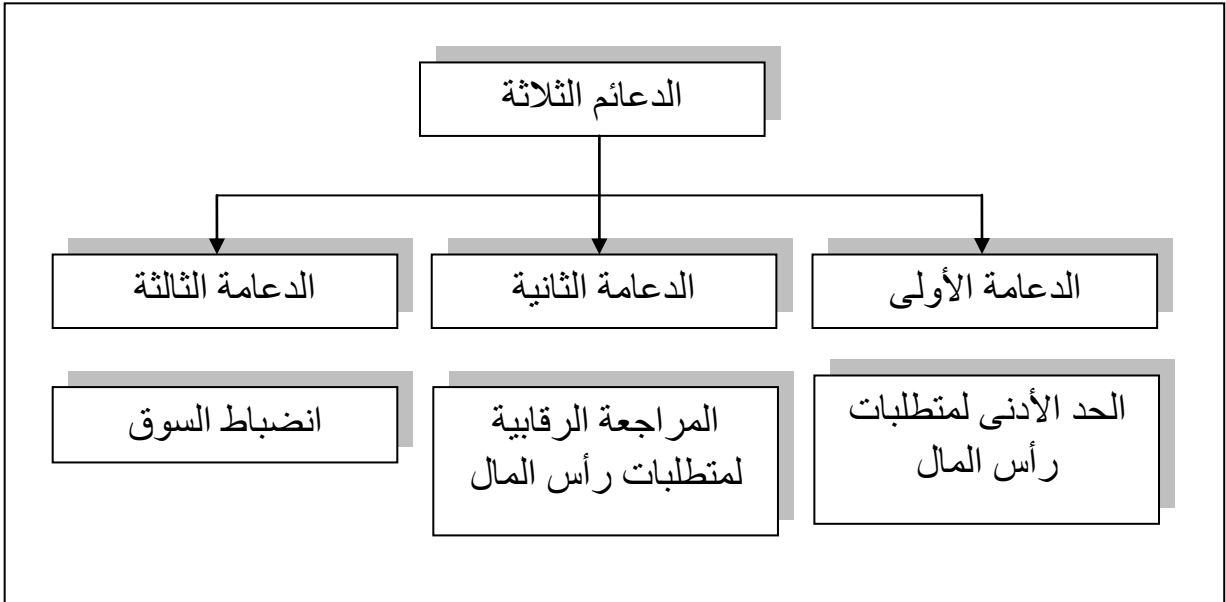 الدعائم الثلاثة
الدعامة الأولى
الدعامة الثانية
الدعامة الثالثة
الحد الأدنى لمتطلبات
رأس المال
المراجعة الرقابية
لمتطلبات رأس المال
انضباط السوق